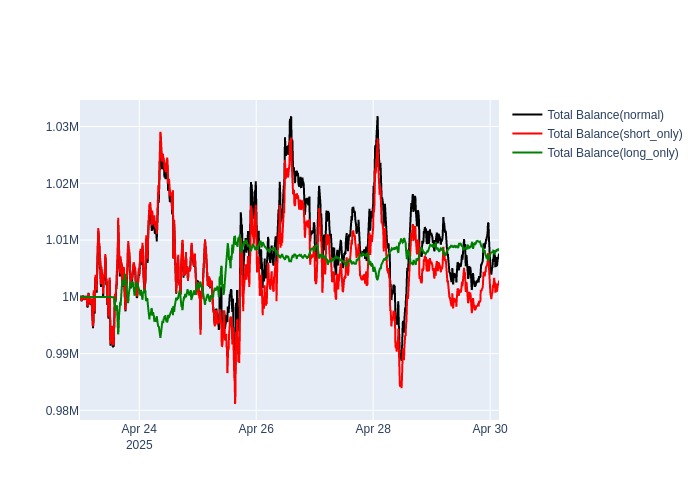 Total Balance(normal)
Total Balance(short_only)
Total Balance(long_only)
1.03M
1.02M
1.01M
1M
0.99M
0.98M
Apr 24
2025
Apr 26
Apr 28
Apr 30